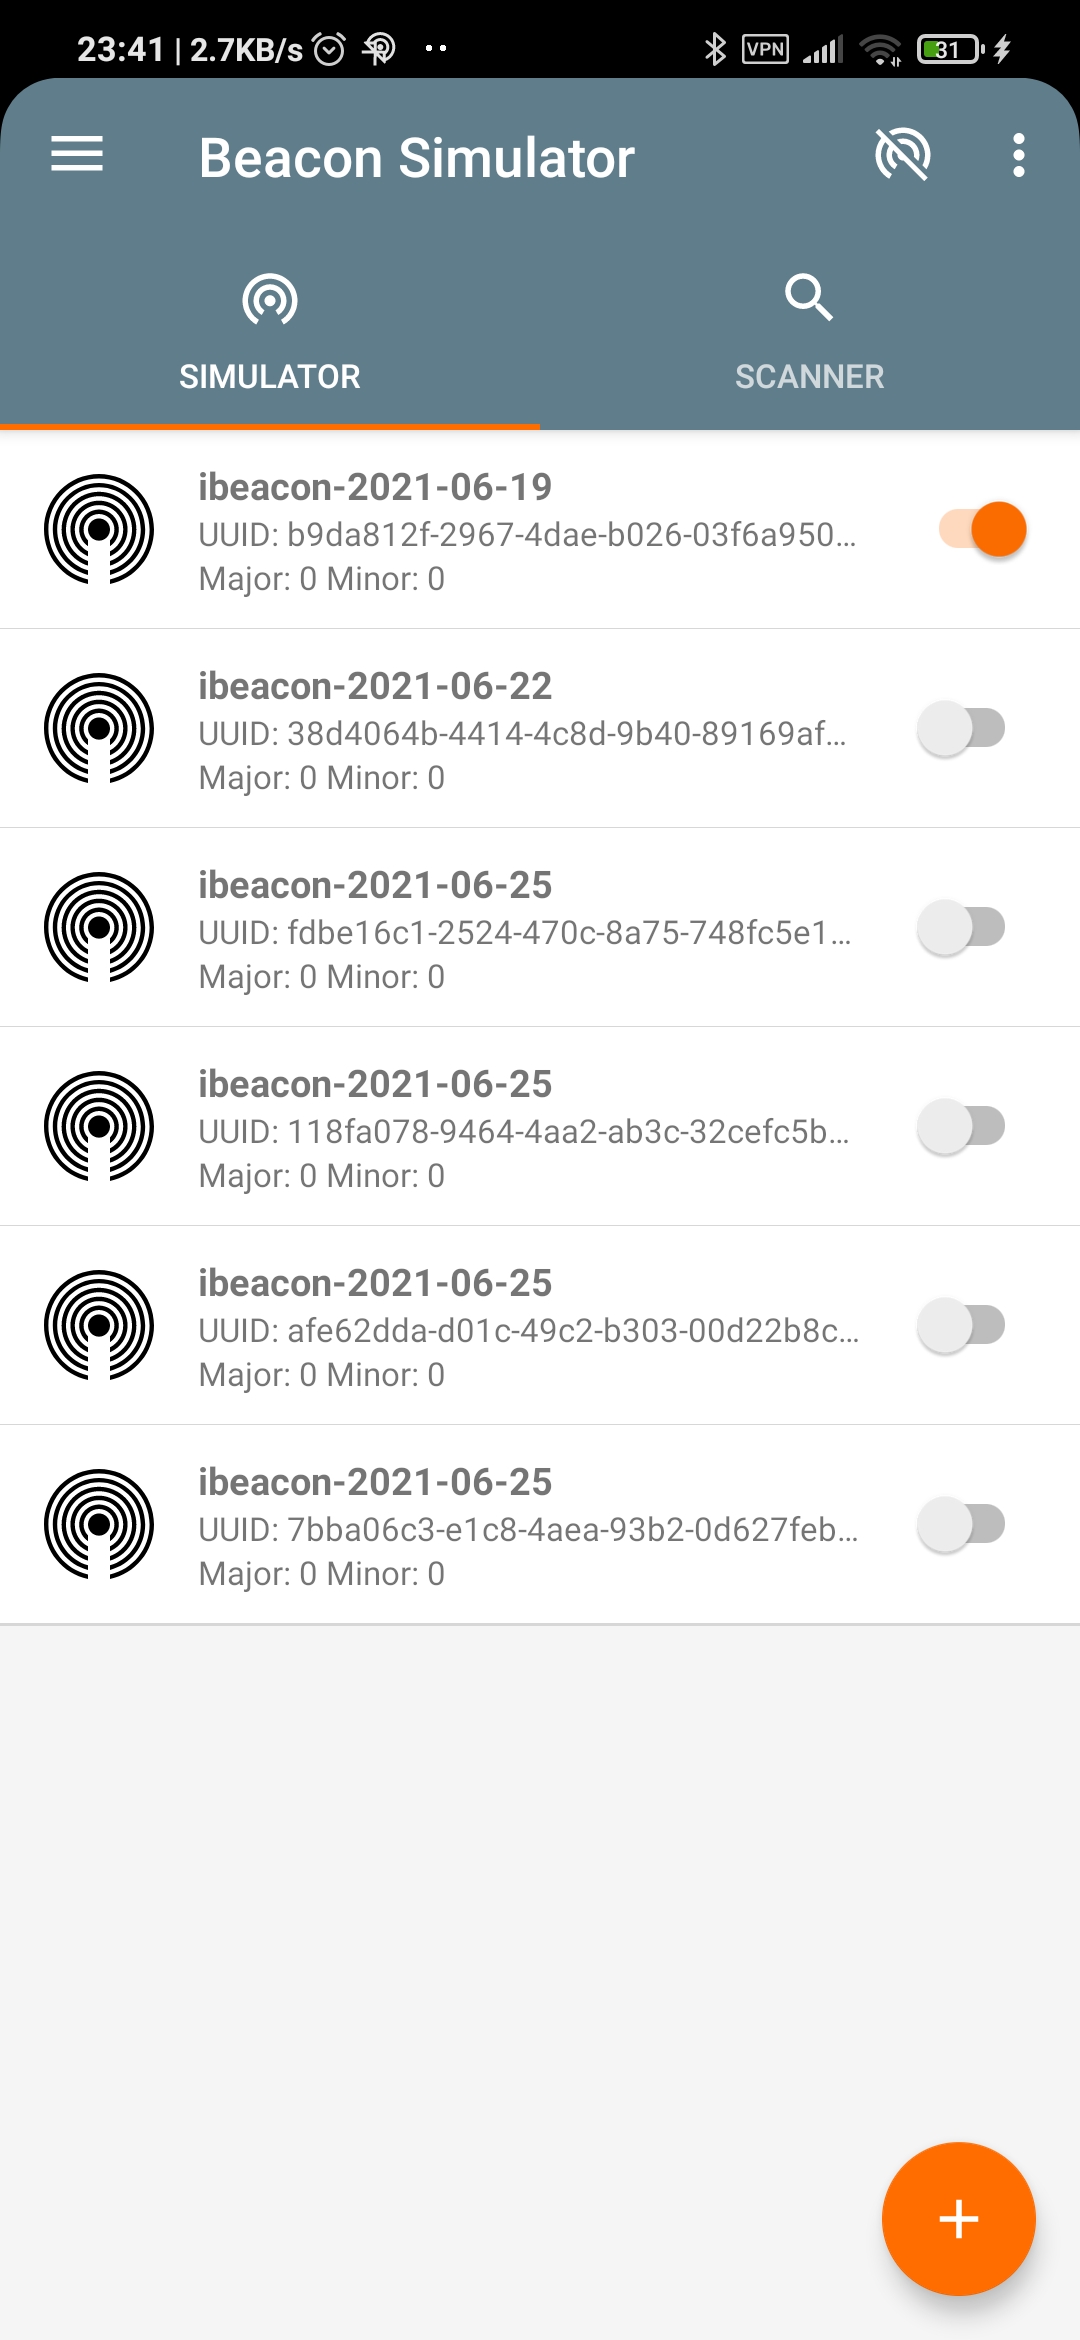 23:41 | 2.7KB/s VPN 31
Beacon Simulator
SIMULATOR SCANNER
ibeacon-2021-06-19
UUID: b9da812f-2967-4dae-b026-03f6a950...
Major: 0 Minor: 0
ibeacon-2021-06-22
UUID: 38d4064b-4414-4c8d-9b40-89169af...
Major: 0 Minor: 0
ibeacon-2021-06-25
UUID: fdbe16c1-2524-470c-8a75-748fc5e1...
Major: 0 Minor: 0
ibeacon-2021-06-25
UUID: 118fa078-9464-4aa2-ab3c-32cefc5b...
Major: 0 Minor: 0
ibeacon-2021-06-25
UUID: afe62dda-d01c-49c2-b303-00d22b8c...
Major: 0 Minor: 0
ibeacon-2021-06-25
UUID: 7bba06c3-e1c8-4aea-93b2-0d627feb...
Major: 0 Minor: 0